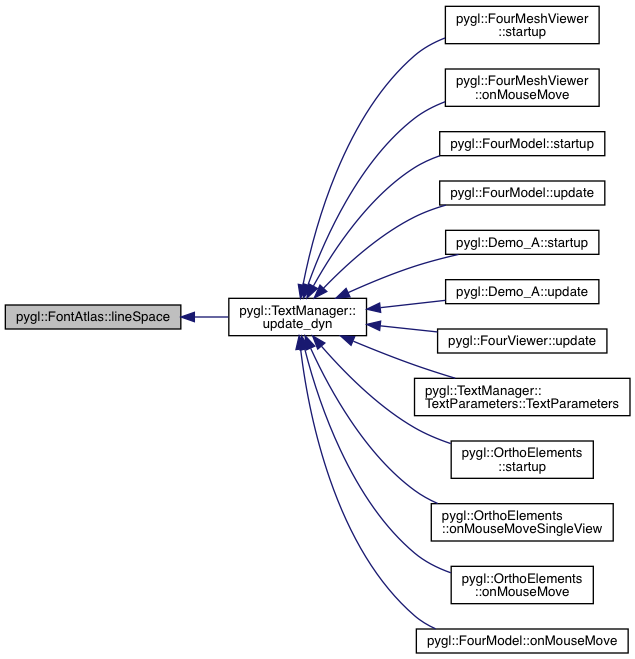 pygl::FourMeshViewer
::startup
pygl::FourMeshViewer
::onMouseMove
pygl::FourModel::startup
pygl::FourModel::update
pygl::Demo_A::startup
pygl::Demo_A::update
pygl::FontAtlas::lineSpace
pygl::TextManager::
update_dyn
pygl::FourViewer::update
pygl::TextManager::
TextParameters::TextParameters
pygl::OrthoElements
::startup
pygl::OrthoElements
::onMouseMoveSingleView
pygl::OrthoElements
::onMouseMove
pygl::FourModel::onMouseMove